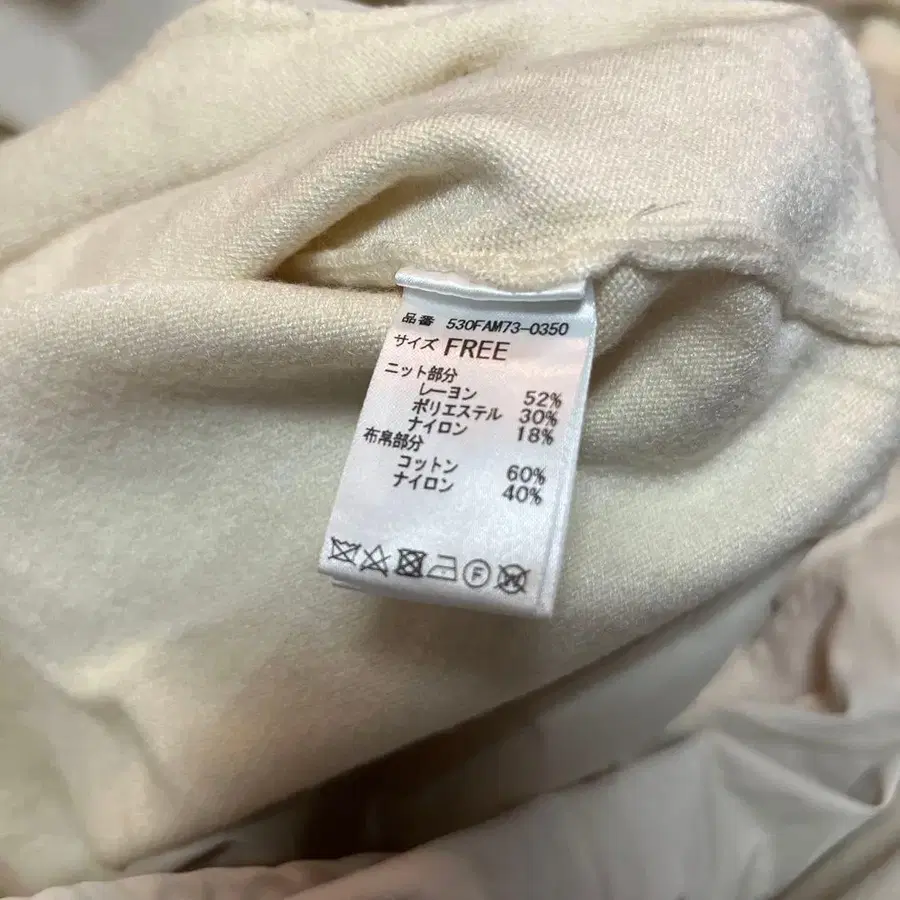 品番 530FAM73-0350
サイズ FREE
ニット部分
レーヨン 52%
ポリエステル 30%
ナイロン 18%
布帛部分
コットン 60%
ナイロン 40%
F